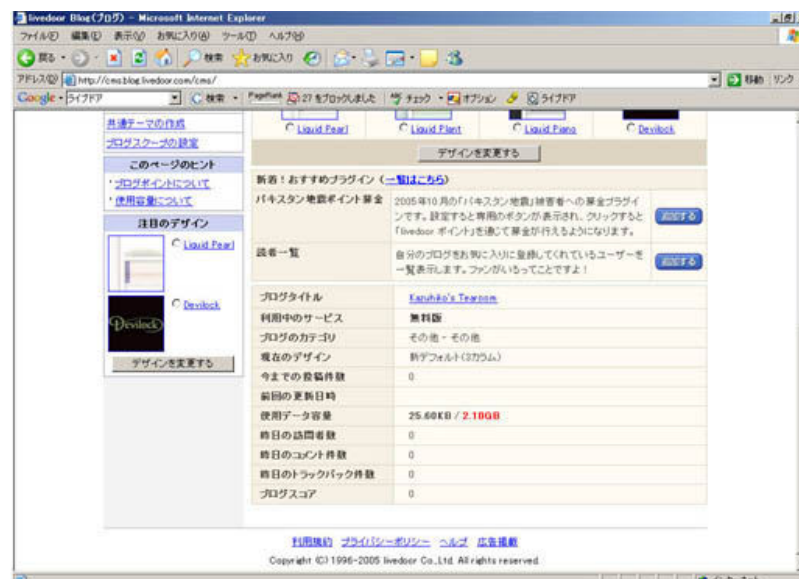 livedoor Blog(ブログ) - Microsoft Internet Explorer
ファイル(F) 編集(E) 表示(V) お気に入り(A) ツール(T) ヘルプ(H)
戻る 検索 お気に入り
アドレス(D) http://cms.blog.livedoor.com/cms/ 移動 リンク
Google - 5イフドア 検索 PageRank 27 をブロックしました チェック オプション 5イフドア
共通テーマの作成
ブログスクープの設定
このページのヒント
・ブログポイントについて
・使用容量について
注目のデザイン
Liquid Pearl
Devilock
Devilock
デザインを変更する
Liquid Pearl Liquid Plant Liquid Piano Devilock
デザインを変更する
新着!おすすめプラグイン (一覧はこちら)
パキスタン地震ポイント募金
2005年10月の「パキスタン地震」被害者への募金プラグイ
ンです。設定すると専用のボタンが表示され、クリックすると
「livedoor ポイント」を通じて募金が行えるようになります。
追加する
読者一覧
自分のブログをお気に入りに登録してくれているユーザーを
一覧表示します。ファンがいるってことですよ!
追加する
ブログタイトル Kazuhiko's Tearoom
利用中のサービス 無料版
ブログのカテゴリ その他 - その他
現在のデザイン 新デフォルト(3カラム)
今までの投稿件数 0
前回の更新日時
使用データ容量 25.60KB / 2.10GB
昨日の訪問者数 0
昨日のコメント件数 0
昨日のトラックバック件数 0
ブログスコア 0
利用規約 プライバシーポリシー ヘルプ 広告掲載
Copyright (C) 1996-2005 livedoor Co.,Ltd. All rights reserved.